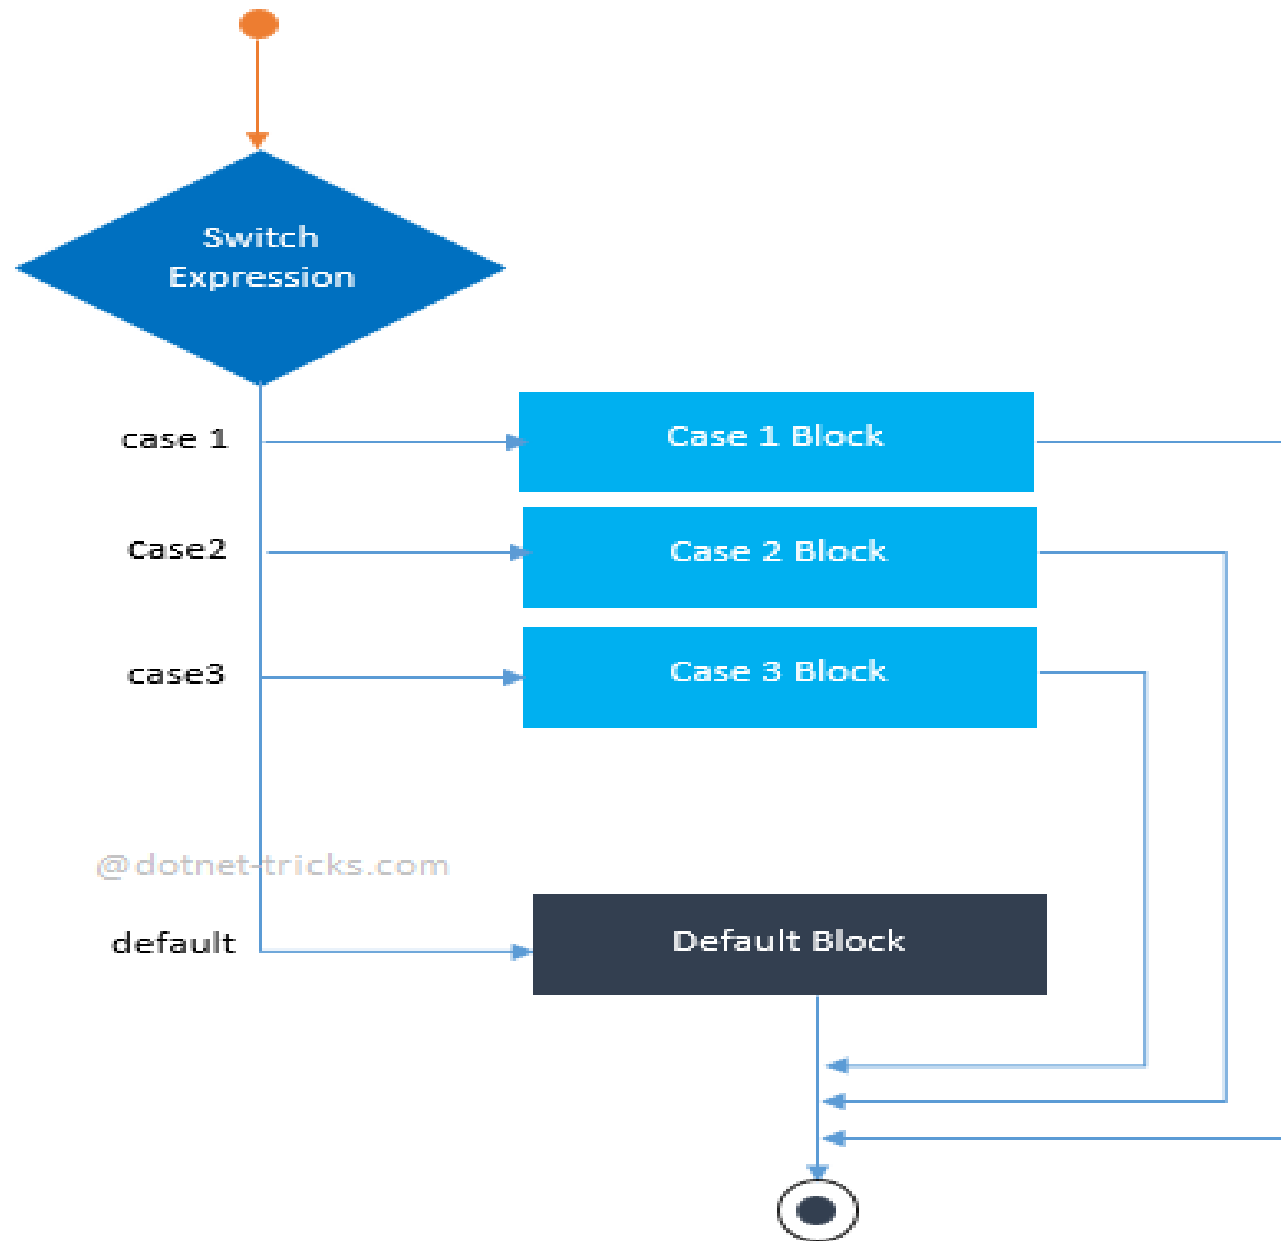 Switch
Expression
case 1
Case 1 Block
Case2
Case 2 Block
case3
Case 3 Block
@dotnet-tricks.com
default
Default Block